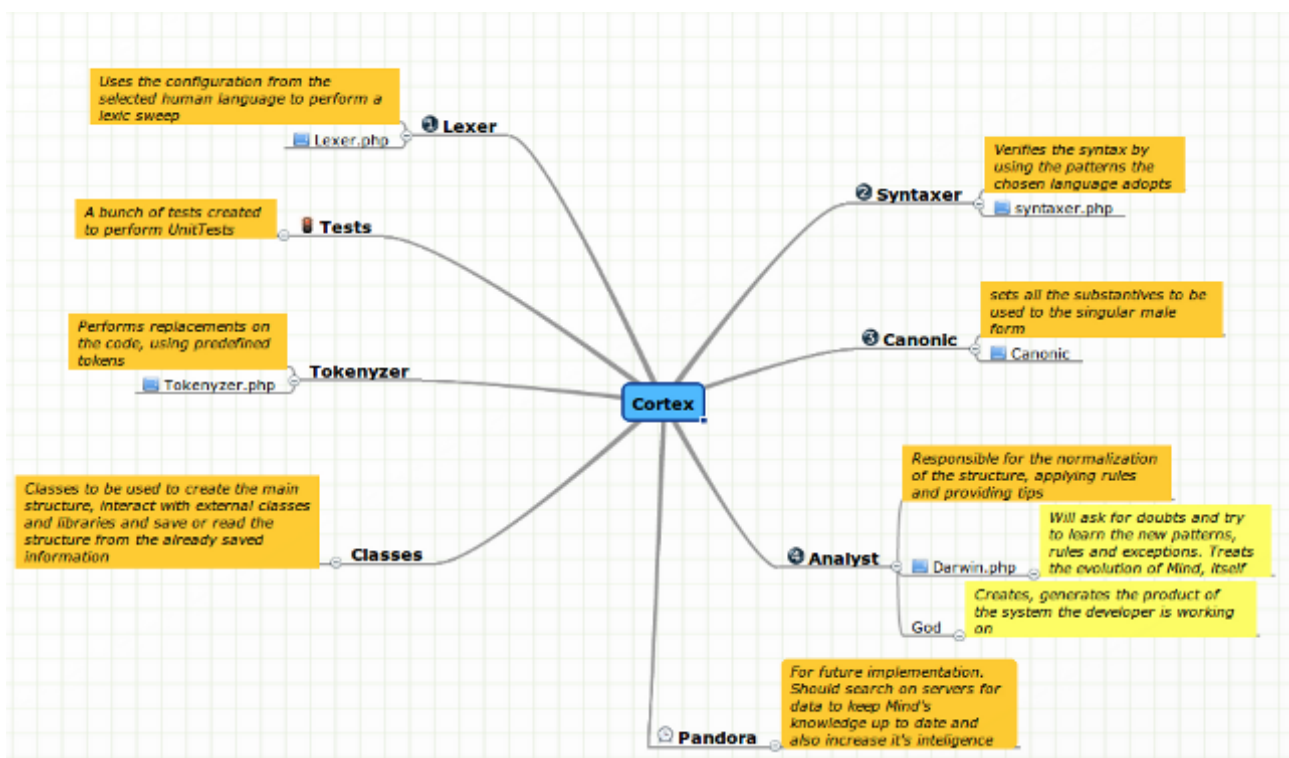 Uses the configuration from the
selected human language to perform a
lexic sweep
1 Lexer
Lexer.php
A bunch of tests created
to perform UnitTests
Tests
Performs replacements on
the code, using predefined
tokens
Tokenyzer
Tokenyzer.php
Classes to be used to create the main
structure, interact with external classes
and libraries and save or read the
structure from the already saved
information
Classes
Cortex
Verifies the syntax by
using the patterns the
chosen language adopts
2 Syntaxer
syntaxer.php
sets all the substantives to be
used to the singular male
form
3 Canonic
Canonic
Responsible for the normalization
of the structure, applying rules
and providing tips
4 Analyst
Darwin.php
Will ask for doubts and try
to learn the new patterns,
rules and exceptions. Treats
the evolution of Mind, itself
God
Creates, generates the product of
the system the developer is working
on
For future implementation.
Should search on servers for
data to keep Mind's
knowledge up to date and
also increase it's inteligence
Pandora